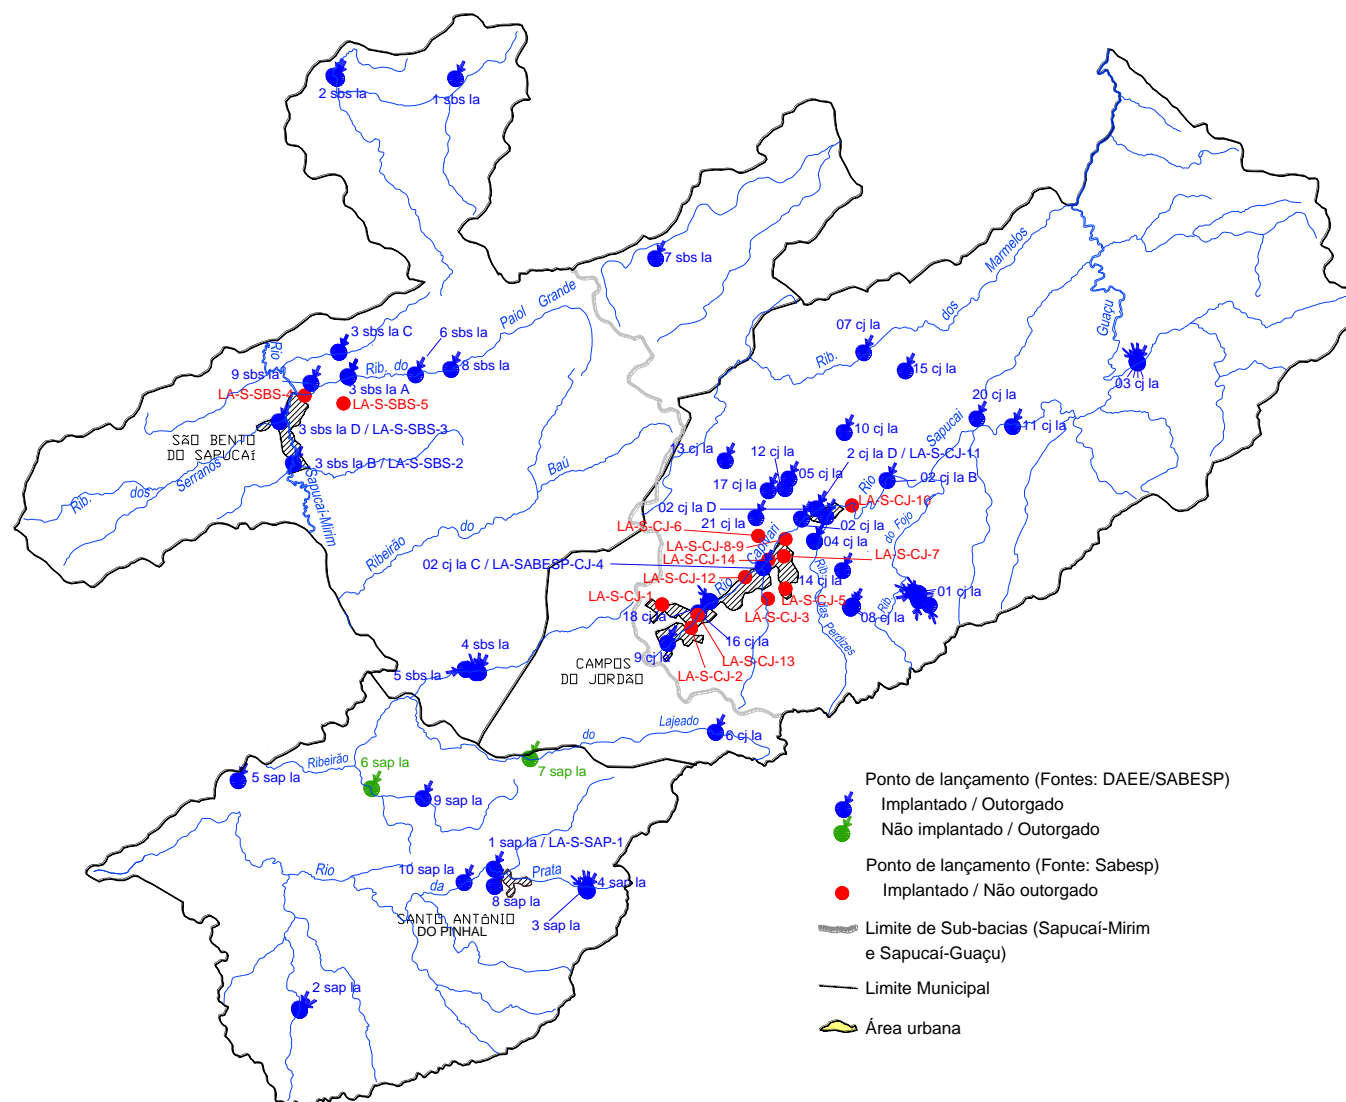 2 sbs la
1 sbs la
7 sbs la
Rio
3 sbs la C
6 sbs la
Paiol Grande
9 sbs la
Rib. do
8 sbs la
3 sbs la A
LA-S-SBS-4
LA-S-SBS-5
SÃO BENTO
DO SAPUCAÍ
3 sbs la D / LA-S-SBS-3
3 sbs la B / LA-S-SBS-2
Rib. dos Serranos
Sapucaí-Mirim
Ribeirão do Baú
4 sbs la
5 sbs la
Rib. dos Marmelos
Guaçu
07 cj la
15 cj la
03 cj la
20 cj la
11 cj la
Rio Sapucaí
10 cj la
13 cj la
12 cj la
2 cj la D / LA-S-CJ-11
05 cj la
17 cj la
02 cj la B
02 cj la D
LA-S-CJ-10
21 cj la
02 cj la
LA-S-CJ-6
04 cj la
LA-S-CJ-8-9
LA-S-CJ-7
LA-S-CJ-14
02 cj la C / LA-SABESP-CJ-4
14 cj la
LA-S-CJ-12
Rio Capivari
Rib. do Fojo
01 cj la
LA-S-CJ-1
LA-S-CJ-5
LA-S-CJ-3
08 cj la
Rib. das Perdizes
18 cj la
16 cj la
9 cj la
LA-S-CJ-13
LA-S-CJ-2
CAMPOS
DO JORDÃO
Ribeirão do Lajeado
6 cj la
5 sap la
6 sap la
7 sap la
9 sap la
1 sap la / LA-S-SAP-1
Rio da Prata
10 sap la
8 sap la
4 sap la
3 sap la
SANTO ANTÂNIO
DO PINHAL
2 sap la
Ponto de lançamento (Fontes: DAEE/SABESP)
Implantado / Outorgado
Não implantado / Outorgado
Ponto de lançamento (Fonte: Sabesp)
Implantado / Não outorgado
Limite de Sub-bacias (Sapucaí-Mirim
e Sapucaí-Guaçu)
Limite Municipal
Área urbana